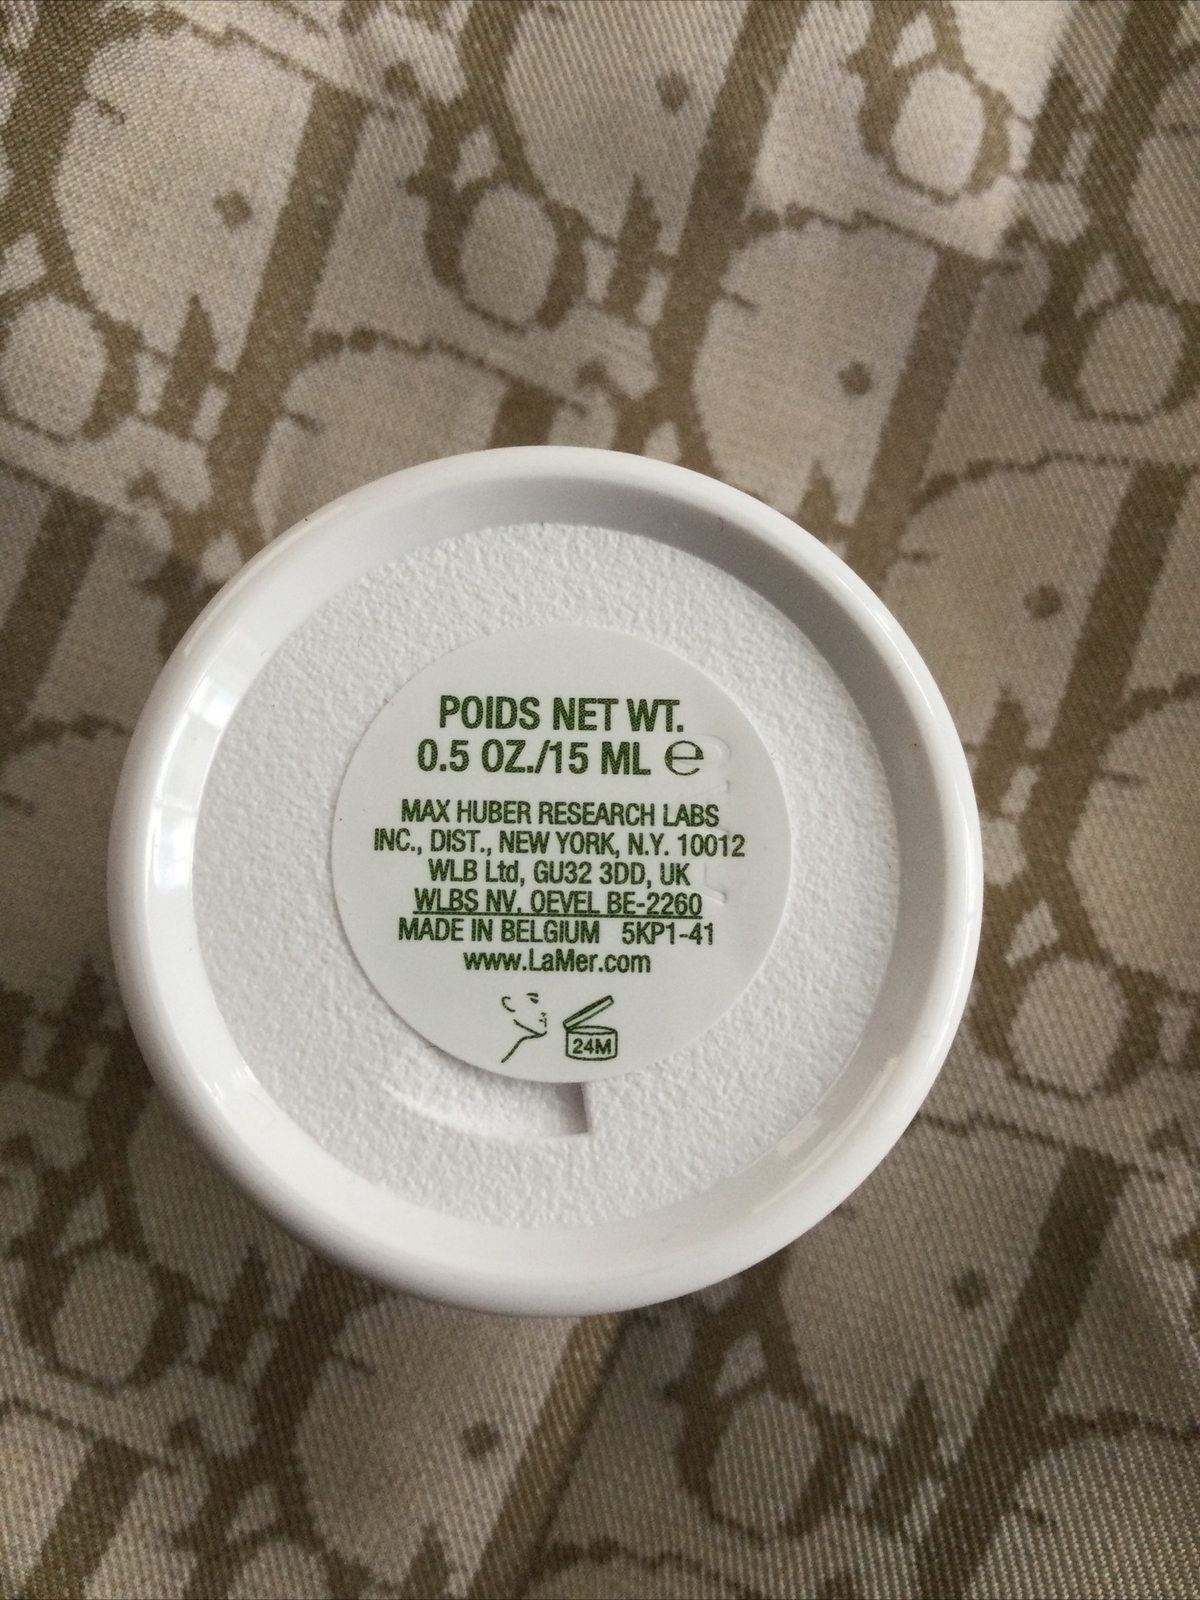 POIDS NET WT.
0.5 OZ./15 ML ℮
MAX HUBER RESEARCH LABS
INC., DIST., NEW YORK, N.Y. 10012
WLB Ltd, GU32 3DD, UK
WLBS NV, OEVEL BE-2260
MADE IN BELGIUM 5KP1-41
www.LaMer.com
24M